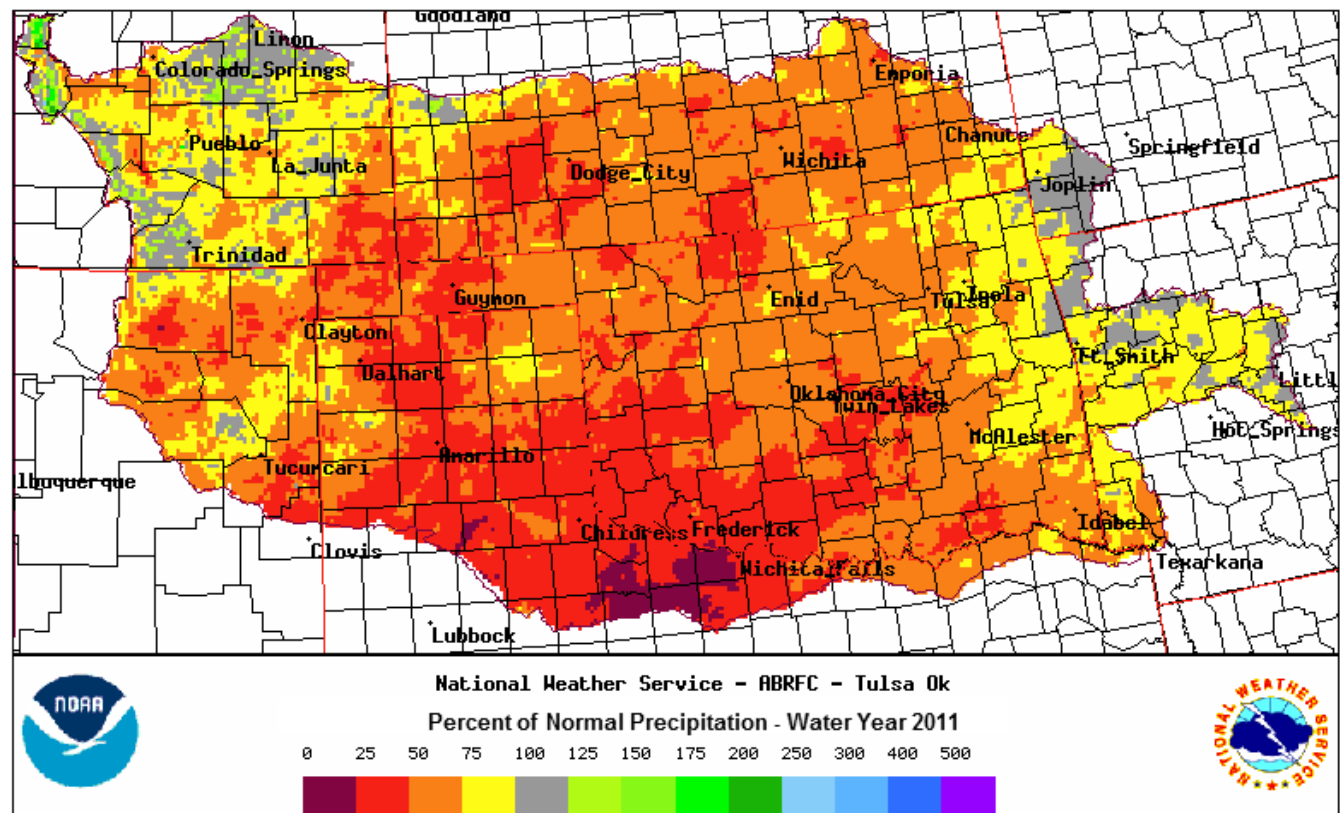 Goodland
Limon
Colorado_Springs
Emporia
Chanute
Springfield
Pueblo
Wichita
La_Junta
Dodge_City
Joplin
Trinidad
Guymon
Enid
Tulsa
Inola
Clayton
Ft_Smith
Dalhart
Littl
Oklahoma_City
Twin_Lakes
Hot_Springs
McAlester
Amarillo
Tucumcari
lbuquerque
Idabel
Childress
Frederick
Clovis
Texarkana
Wichita_Falls
Lubbock
National Weather Service - ABRFC - Tulsa Ok
NOAA
NATIONAL WEATHER SERVICE
Percent of Normal Precipitation - Water Year 2011
0 25 50 75 100 125 150 175 200 250 300 400 500